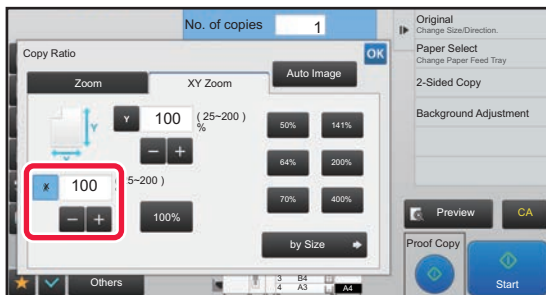 No. of copies 1
Copy Ratio
OK
Zoom
XY Zoom
Auto Image
Y 100 (25~200)
%
Y
X
X 100 5~200)
− +
− +
100%
50% 141%
64% 200%
70% 400%
by Size
Others
3 B4
4 A3
A4
Original
Change Size/Direction.
Paper Select
Change Paper Feed Tray
2-Sided Copy
Background Adjustment
Preview
CA
Proof Copy
Start